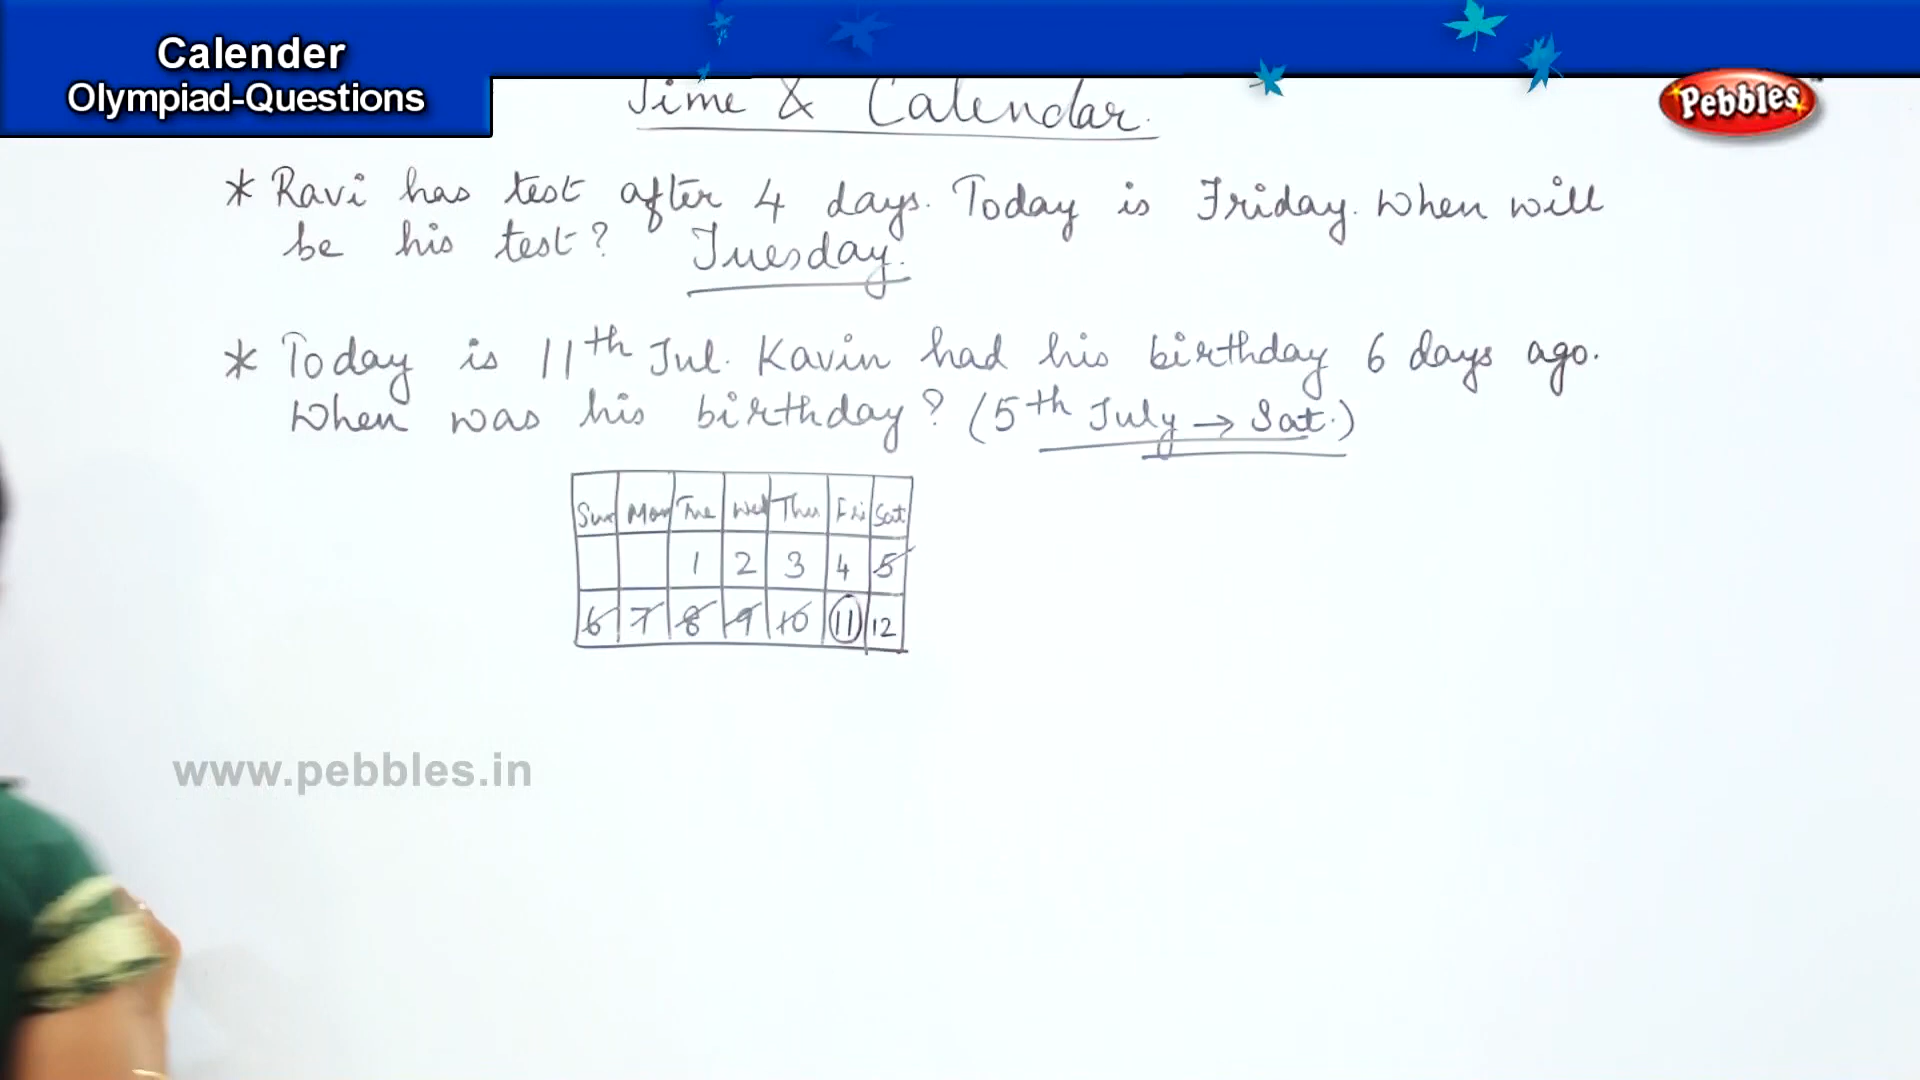 Calender
Olympiad-Questions
Pebbles
Time & Calendar.
* Ravi has test after 4 days. Today is Friday. When will
be his test? Tuesday.
* Today is 11th Jul. Kavin had his birthday 6 days ago.
When was his birthday? (5th July → Sat.)
Sun Mon Tue Wed Thu Fri Sat
1 2 3 4 5
6 7 8 9 10 11 12
www.pebbles.in